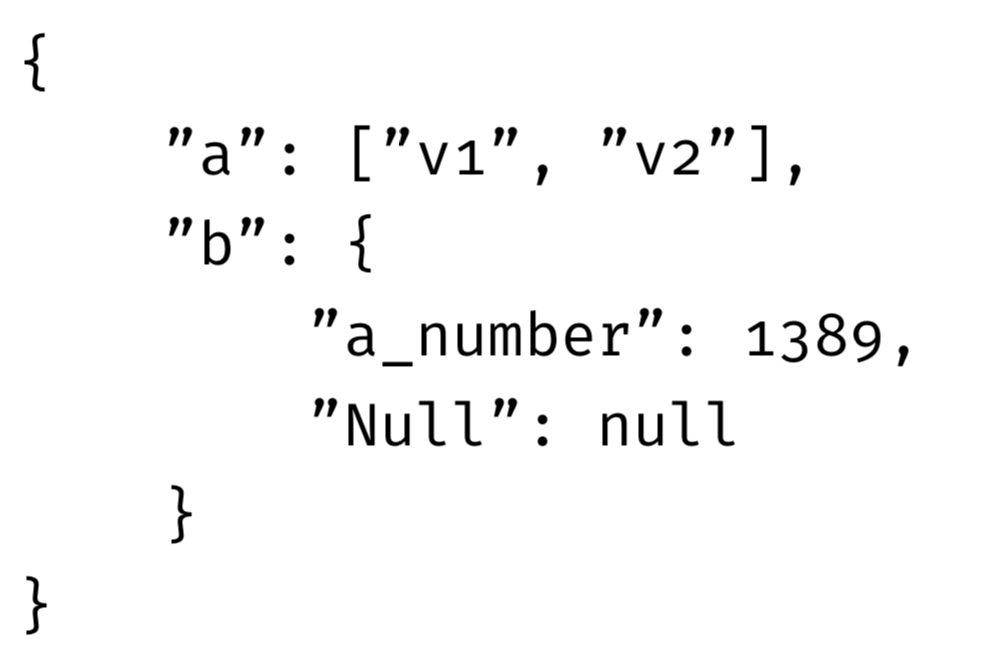 {
    ”a”: [”v1”, ”v2”],
    ”b”: {
        ”a_number”: 1389,
        ”Null”: null
    }
}